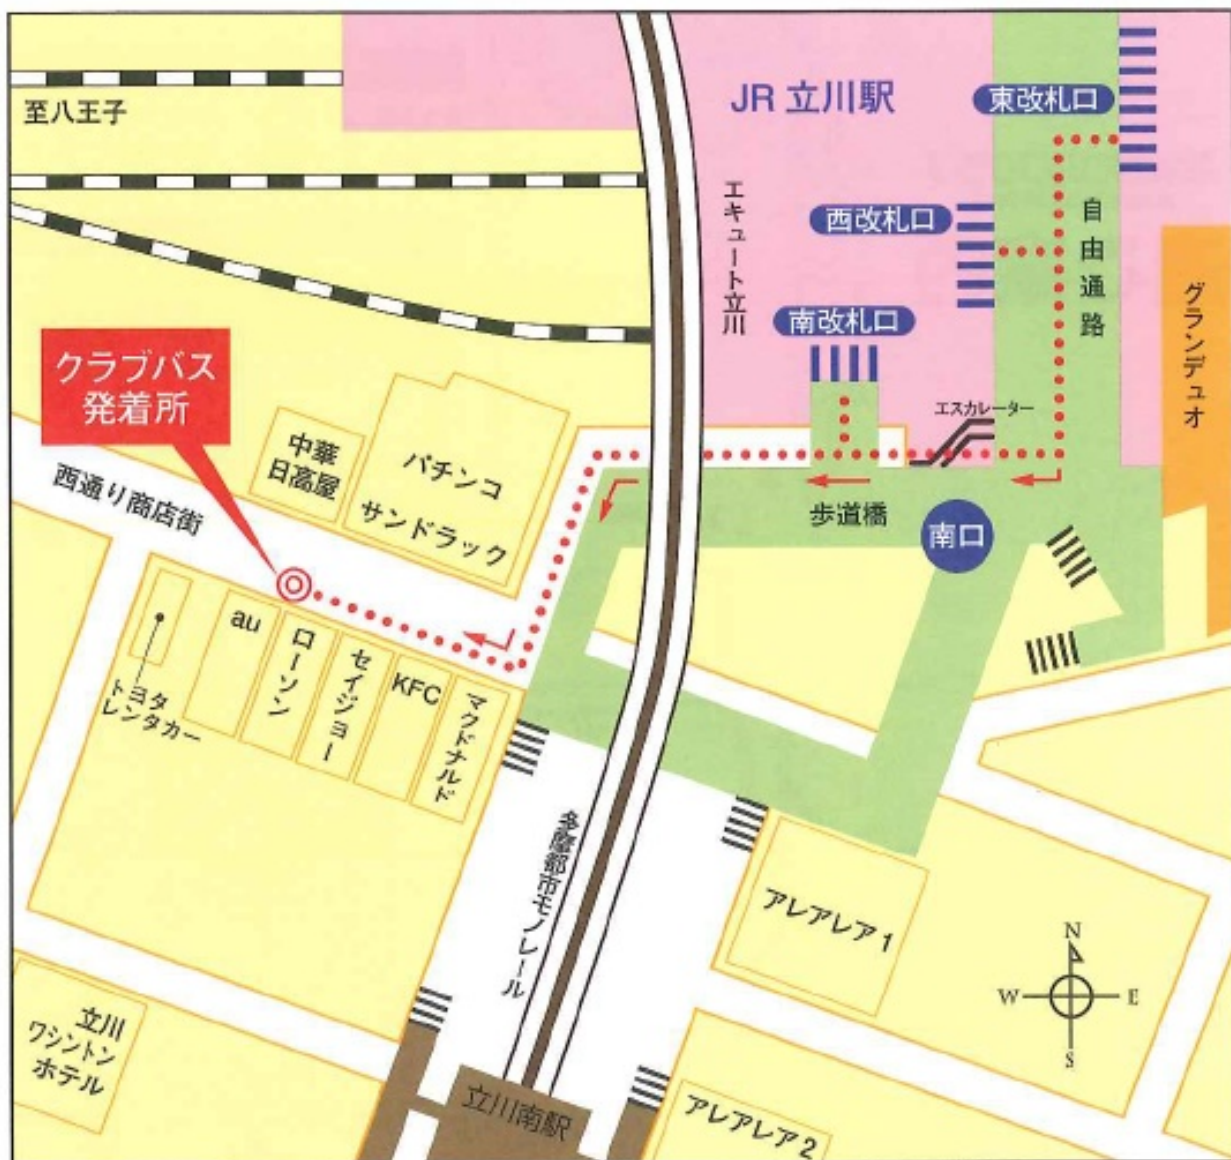 至八王子
JR 立川駅
東改札口
西改札口
南改札口
エキュート立川
自由通路
グランデュオ
エスカレーター
歩道橋
南口
クラブバス
発着所
中華
日高屋
パチンコ
サンドラック
西通り商店街
トヨタ
レンタカー
au
ローソン
セイジョー
KFC
マクドナルド
多摩都市モノレール
アレアレア1
N
W
E
S
立川
ワシントン
ホテル
立川南駅
アレアレア2